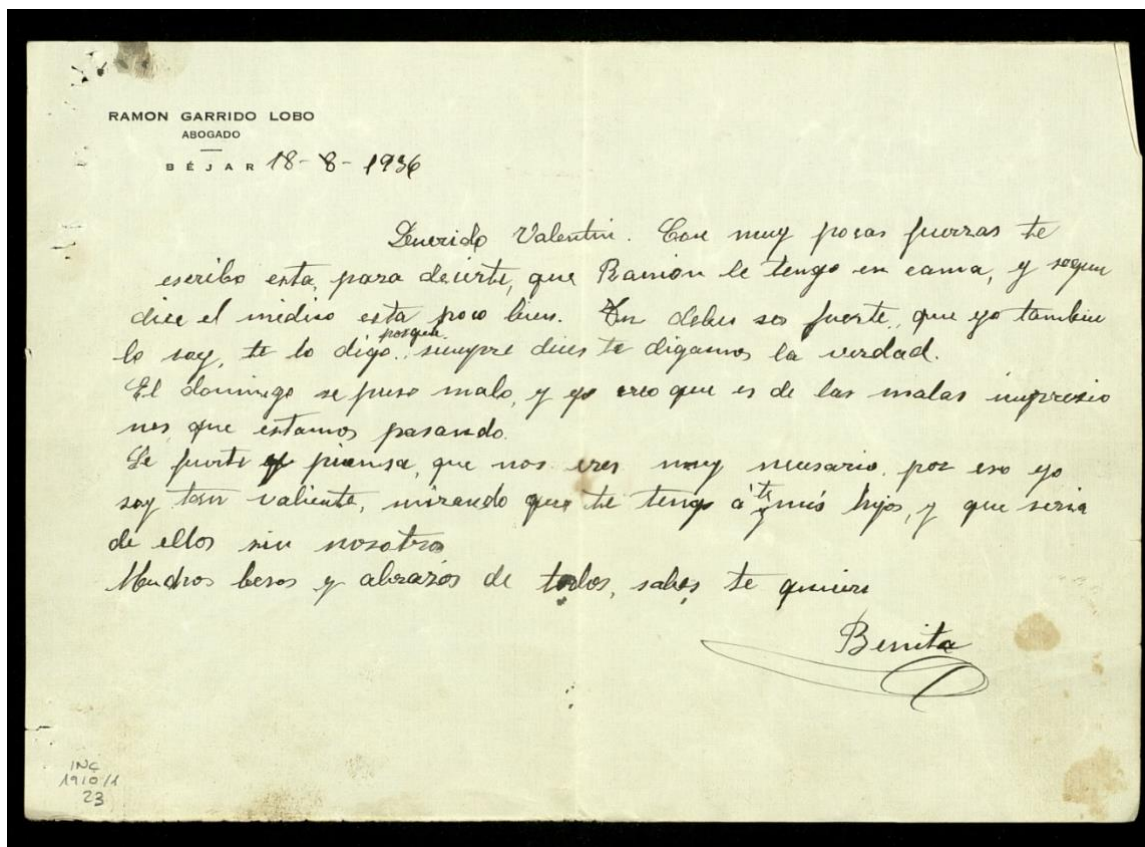 RAMON GARRIDO LOBO
ABOGADO
BÉJAR 18-8-1936
Querido Valentin. Con muy pocas fuerzas te
escribo esta, para decirte, que Ramón le tengo en cama, y segun
dice el médico esta poco bien. Tu debes ser fuerte, que yo tambien
lo soy, te lo digo porque siempre dices te digamos la verdad.
El domingo se puso malo, y yo creo que es de las malas impresio
nes, que estamos pasando.
Se fuerte y piensa, que nos eres muy necesario, por eso yo
soy tan valiente, mirando que te tengo á ti y mis hijos, y que seria
de ellos sin nosotros
Muchos besos y abrazos de todos, sabes te quiere
Benita
INC
1910/1
23